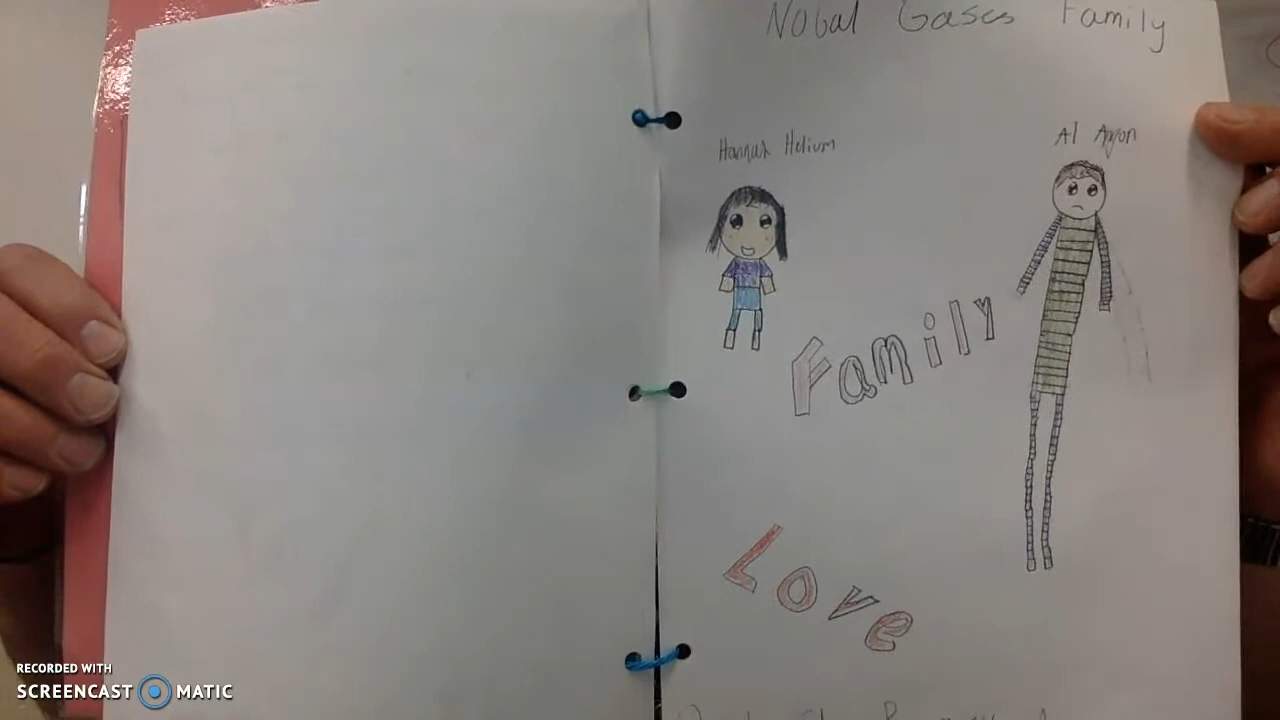 Nobal Gases Family
Hannah Helium
Al Argon
Family
Love
RECORDED WITH
SCREENCAST MATIC